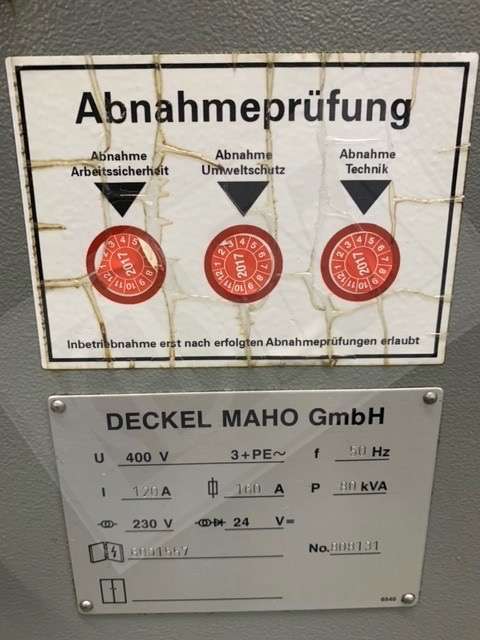 Abnahmeprüfung
Abnahme Arbeitssicherheit
Abnahme Umweltschutz
Abnahme Technik
2017
2017
2017
Inbetriebnahme erst nach erfolgten Abnahmeprüfungen erlaubt
DECKEL MAHO GmbH
U 400 V 3+PE~ f 50 Hz
I 120 A 160 A P 80 kVA
230 V 24 V=
No. 808131